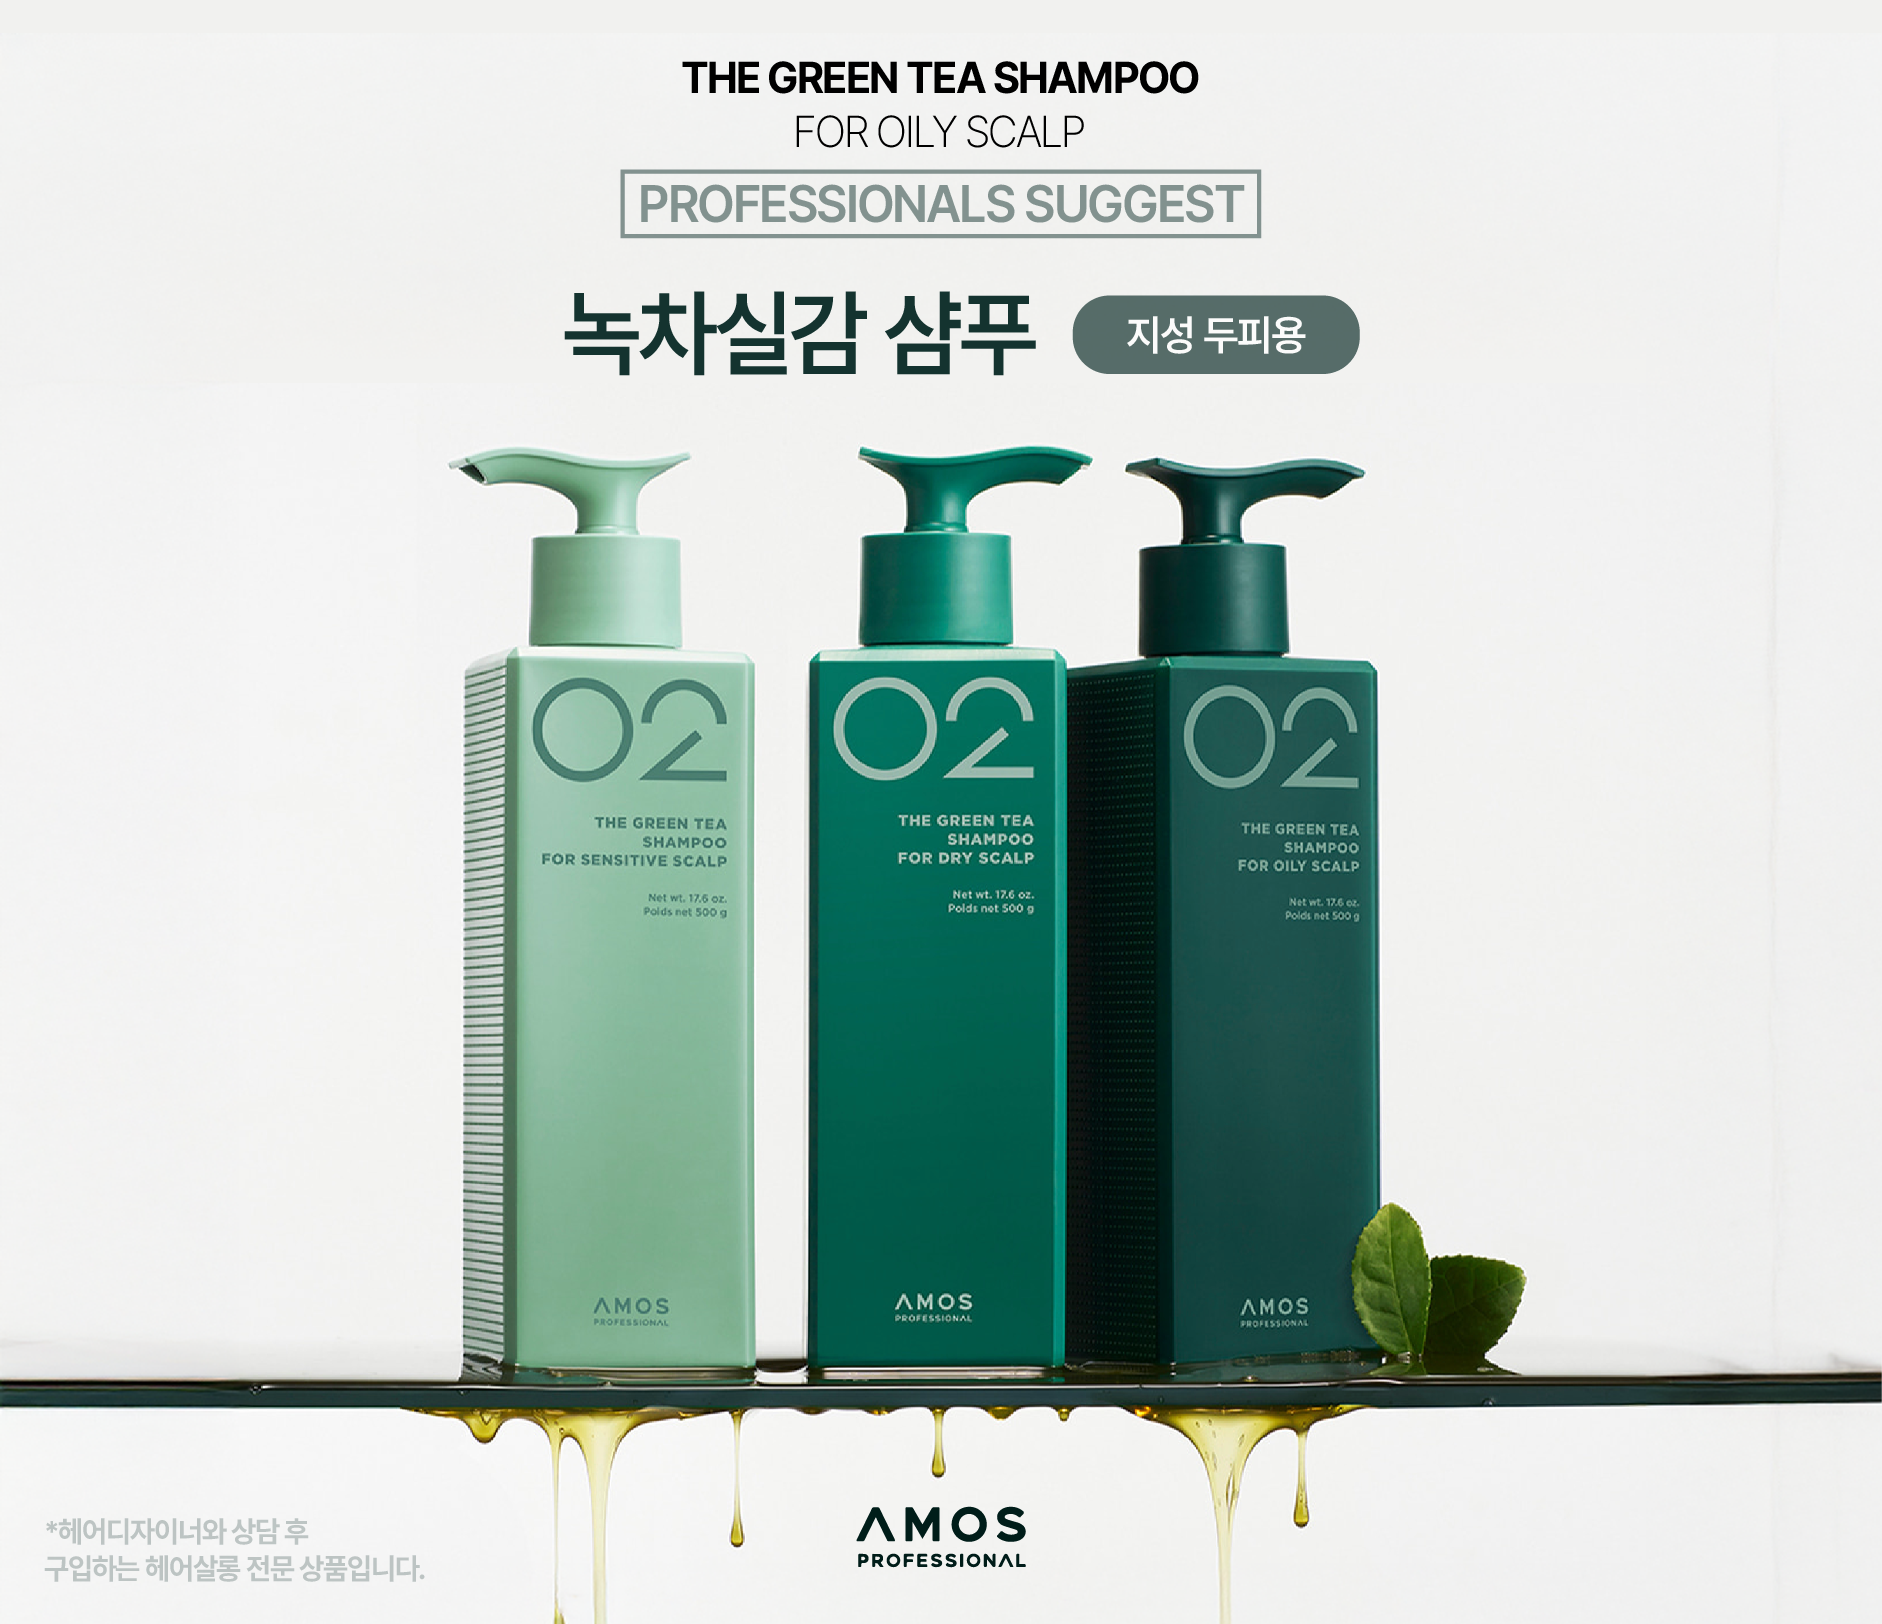 THE GREEN TEA SHAMPOO
FOR OILY SCALP
PROFESSIONALS SUGGEST
녹차실감 샴푸 지성 두피용
02
THE GREEN TEA
SHAMPOO
FOR SENSITIVE SCALP
Net wt. 17.6 oz.
Poids net 500 g
AMOS
PROFESSIONAL
02
THE GREEN TEA
SHAMPOO
FOR DRY SCALP
Net wt. 17.6 oz.
Poids net 500 g
AMOS
PROFESSIONAL
02
THE GREEN TEA
SHAMPOO
FOR OILY SCALP
Net wt. 17.6 oz.
Poids net 500 g
AMOS
PROFESSIONAL
*헤어디자이너와 상담 후
구입하는 헤어살롱 전문 상품입니다.
AMOS
PROFESSIONAL